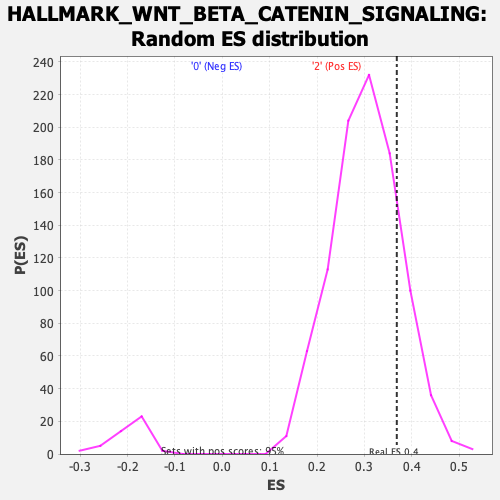 HALLMARK_WNT_BETA_CATENIN_SIGNALING:
Random ES distribution
'0' (Neg ES)
'2' (Pos ES)
240
220
200
180
160
140
120
100
80
60
40
20
0
P(ES)
Sets with pos scores: 95%
Real ES 0.4
-0.3 -0.2 -0.1 0.0 0.1 0.2 0.3 0.4 0.5
ES